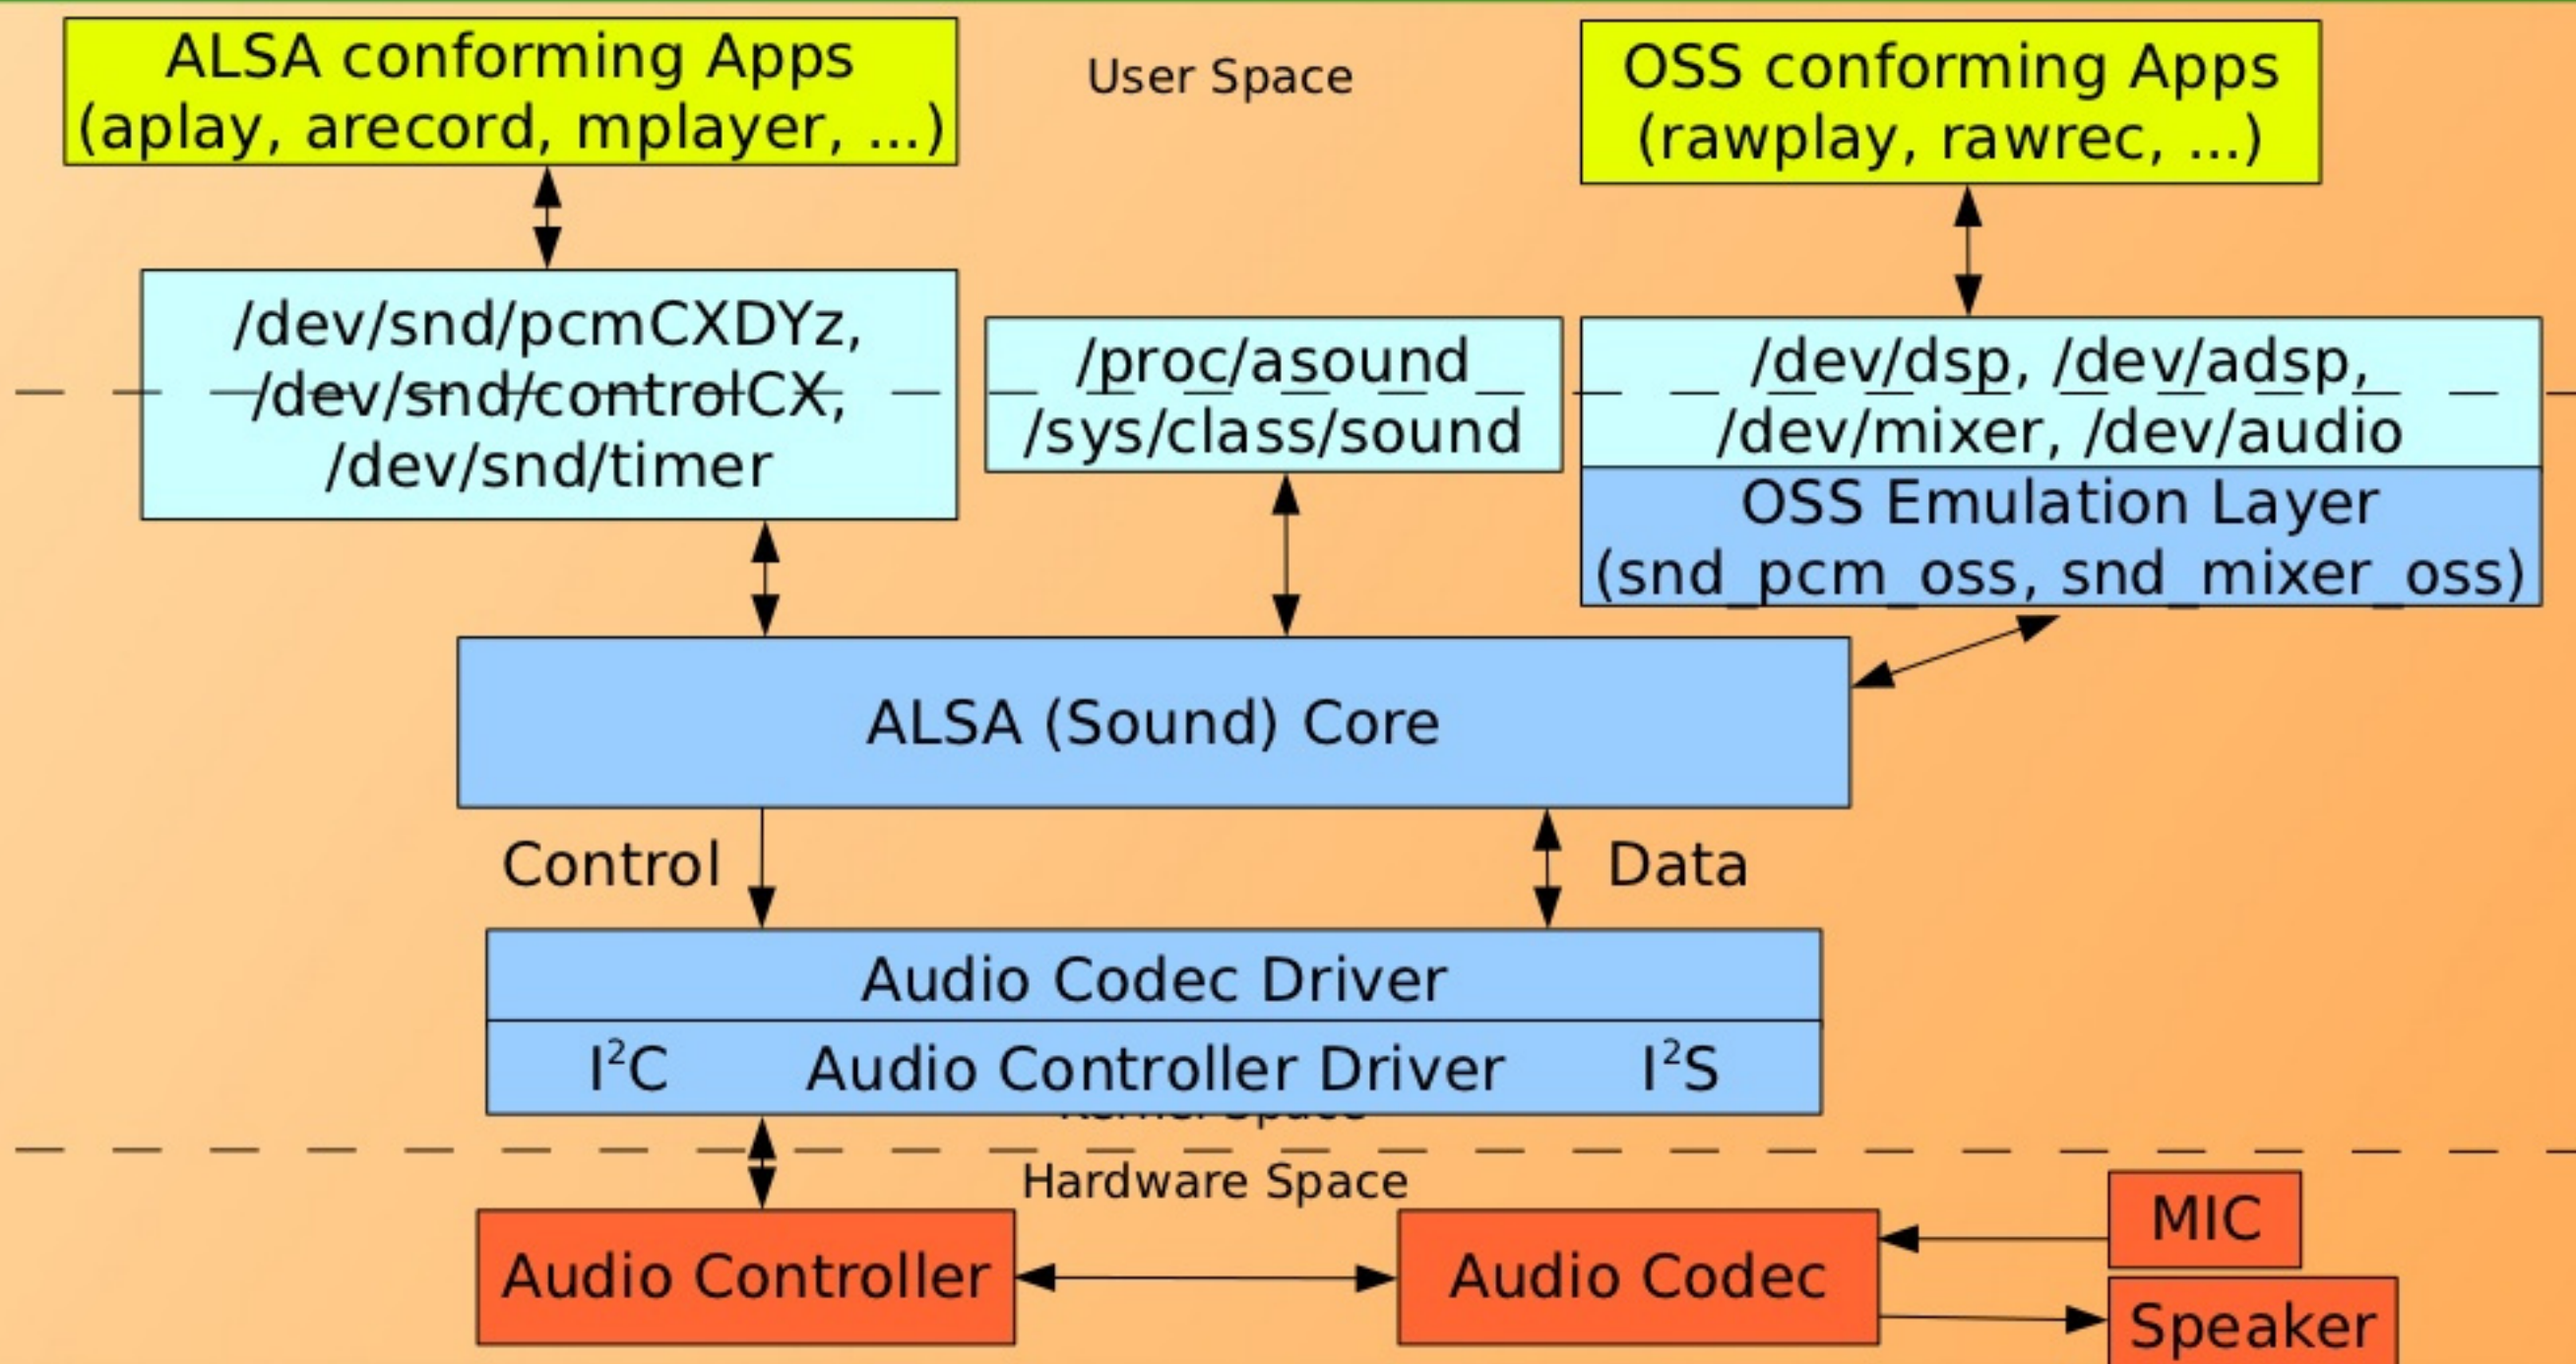 ALSA conforming Apps
(aplay, arecord, mplayer, ...)
User Space
OSS conforming Apps
(rawplay, rawrec, ...)
/dev/snd/pcmCXDYz,
/dev/snd/controlCX,
/dev/snd/timer
/proc/asound
/sys/class/sound
/dev/dsp, /dev/adsp,
/dev/mixer, /dev/audio
OSS Emulation Layer
(snd_pcm_oss, snd_mixer_oss)
ALSA (Sound) Core
Control
Data
Audio Codec Driver
I²C Audio Controller Driver I²S
Kernel Space
Hardware Space
Audio Controller
Audio Codec
MIC
Speaker